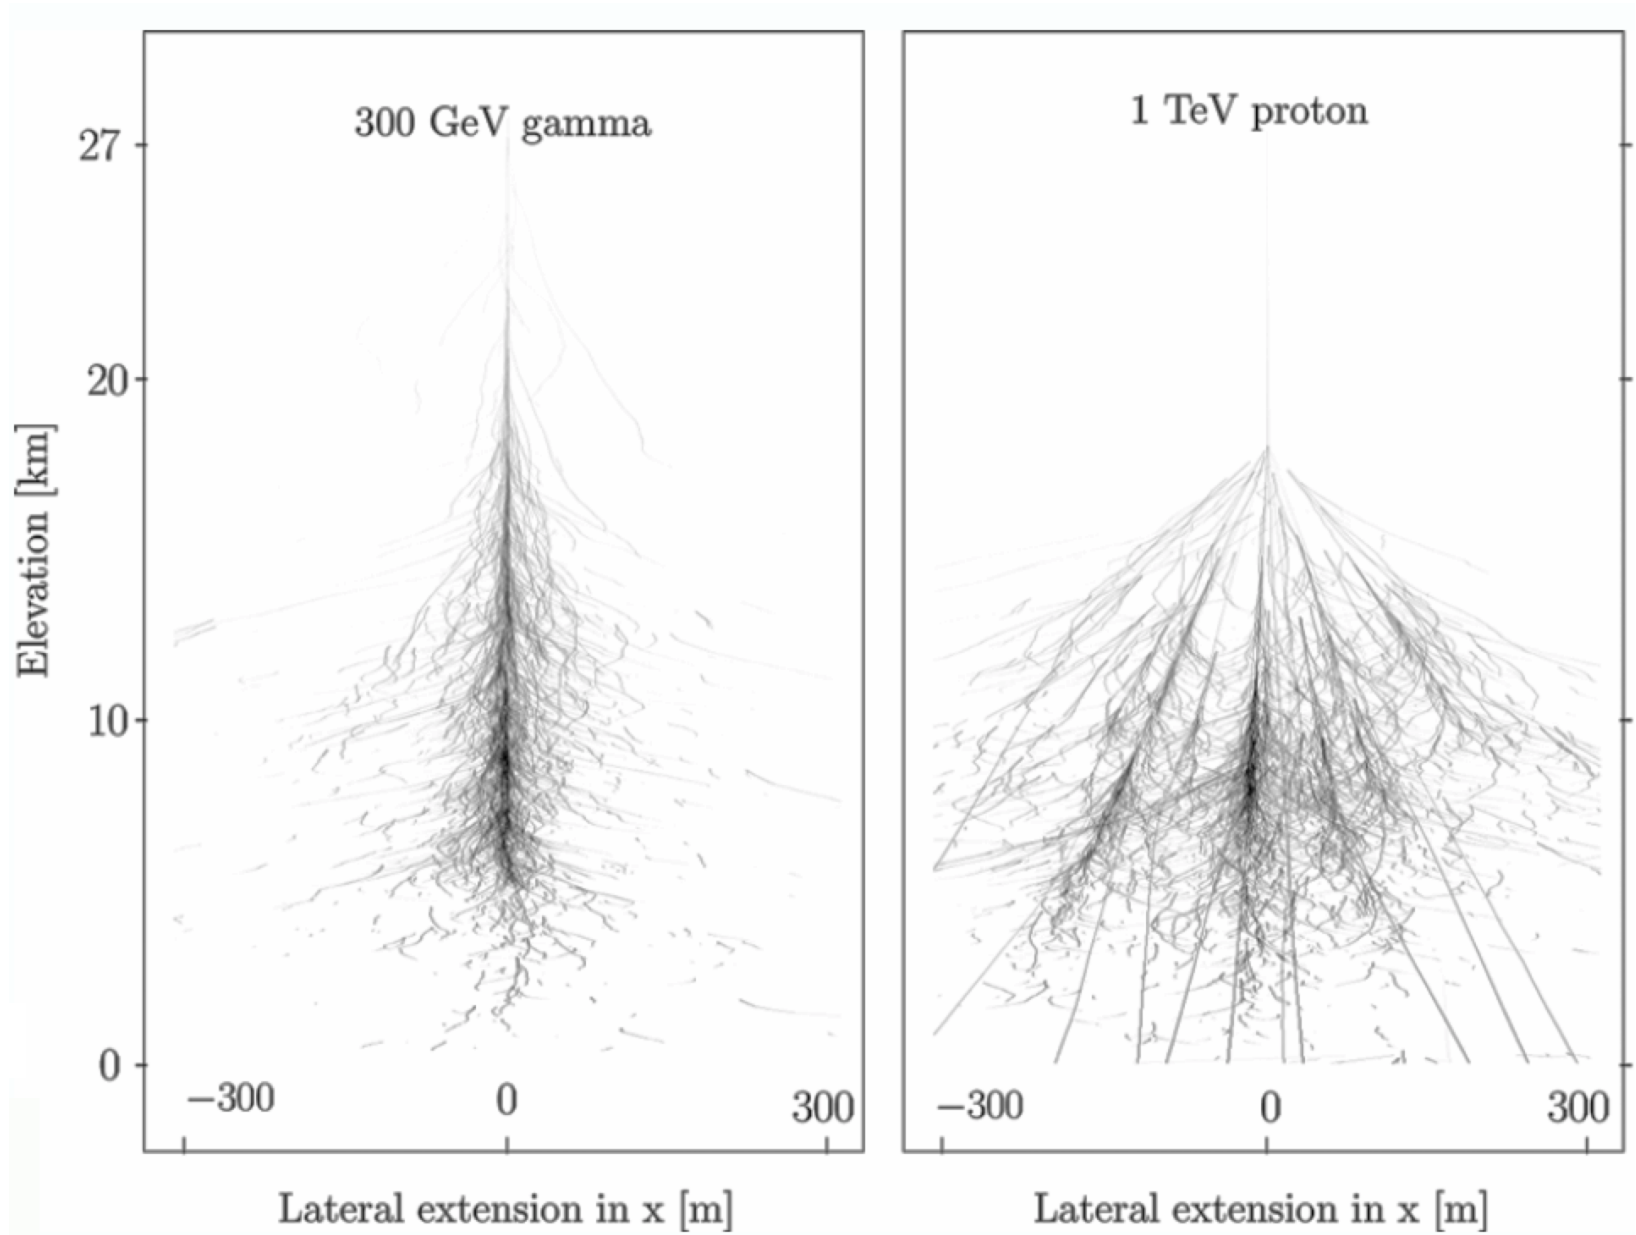 300 GeV gamma
1 TeV proton
27
20
10
0
Elevation [km]
−300 0 300
−300 0 300
Lateral extension in x [m]
Lateral extension in x [m]